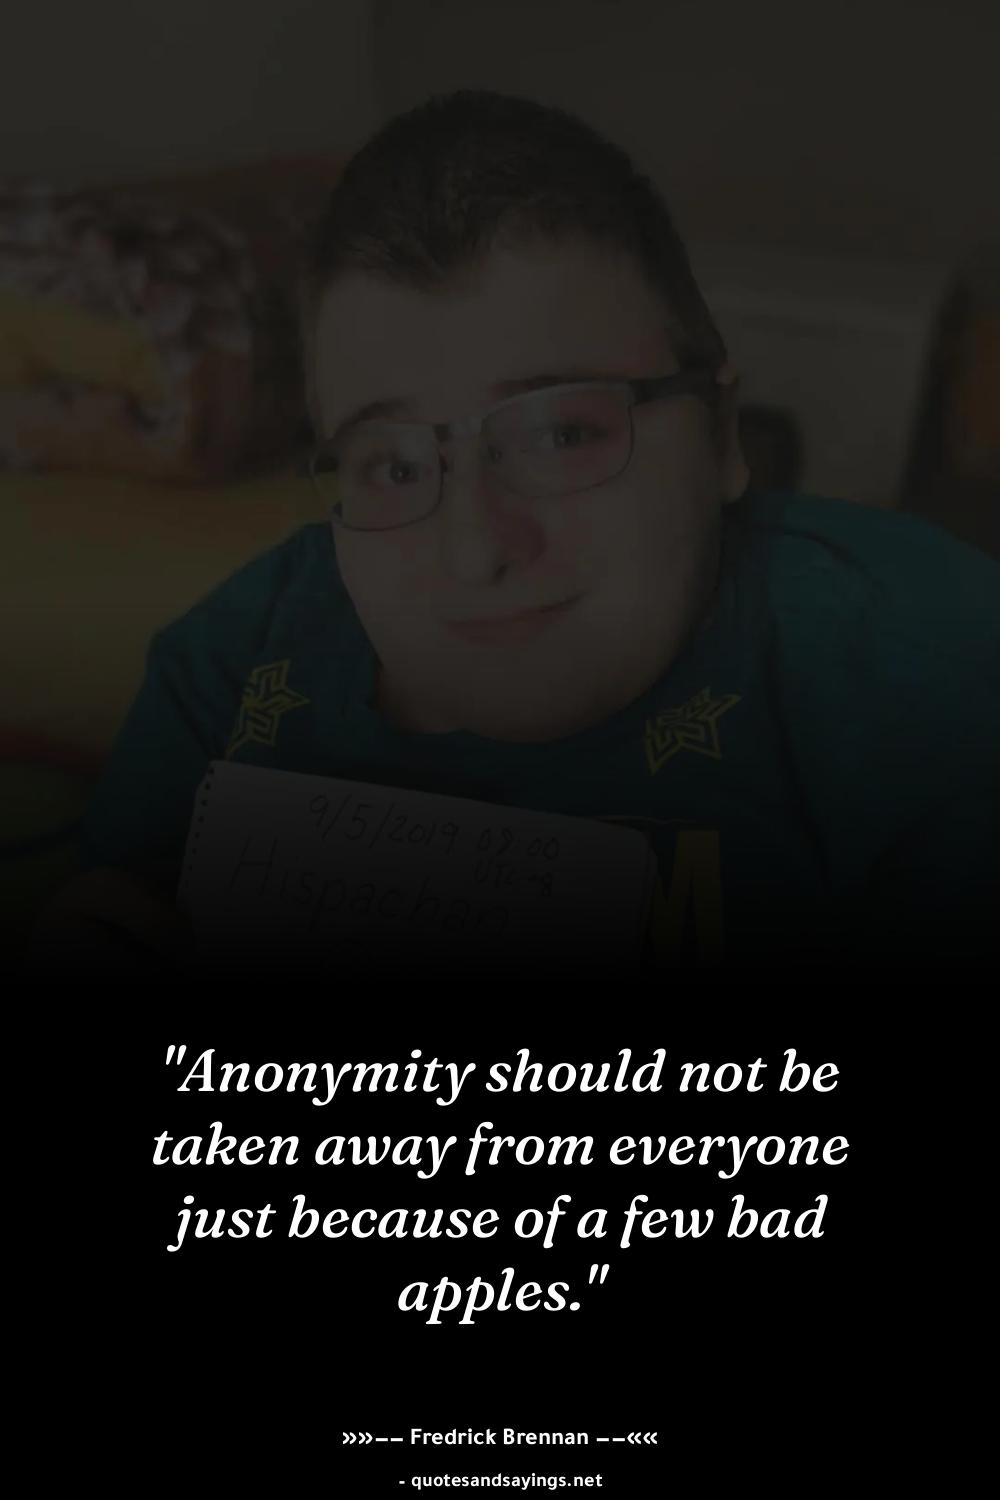 9/5/2019 09:00
UTC+8
Hispachan
M
"Anonymity should not be
taken away from everyone
just because of a few bad
apples."
»»—— Fredrick Brennan ——««
- quotesandsayings.net